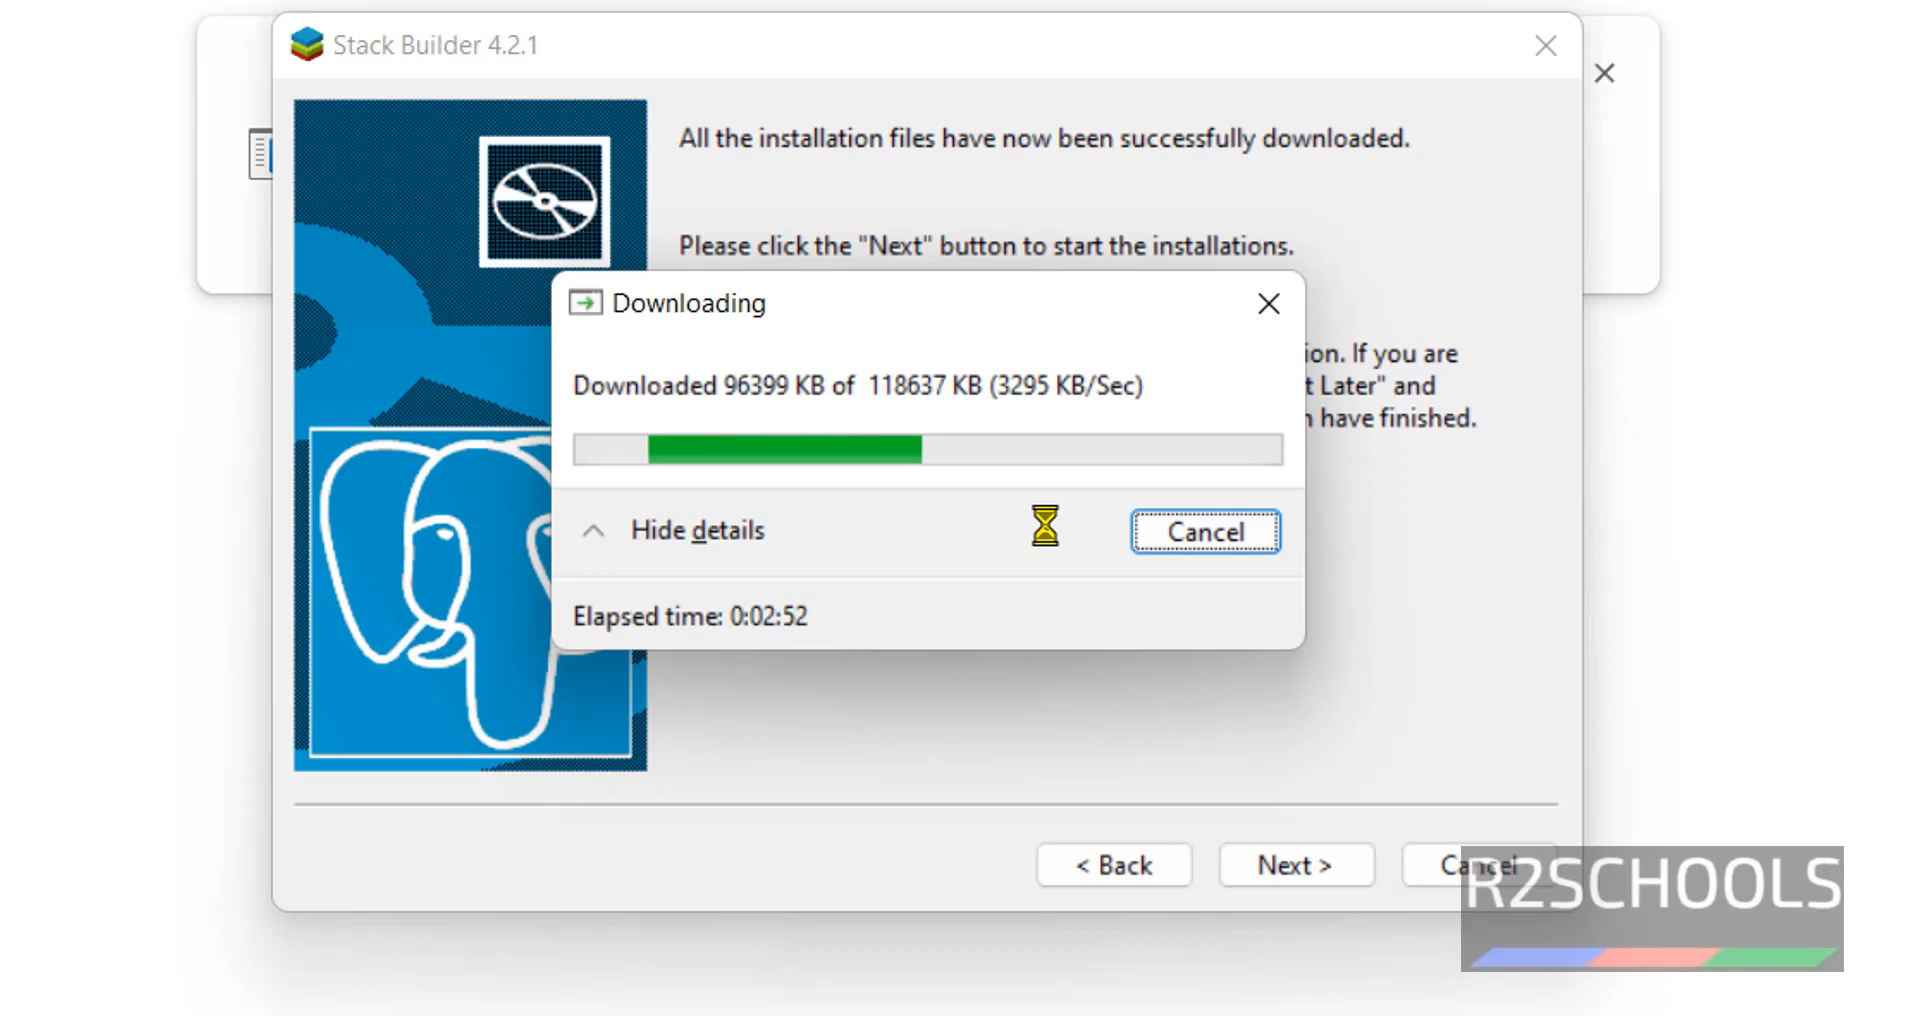 Stack Builder 4.2.1
All the installation files have now been successfully downloaded.
Please click the "Next" button to start the installations.
ion. If you are
t Later" and
have finished.
Downloading
Downloaded 96399 KB of 118637 KB (3295 KB/Sec)
Hide details
Cancel
Elapsed time: 0:02:52
< Back
Next >
Cancel
R2SCHOOLS